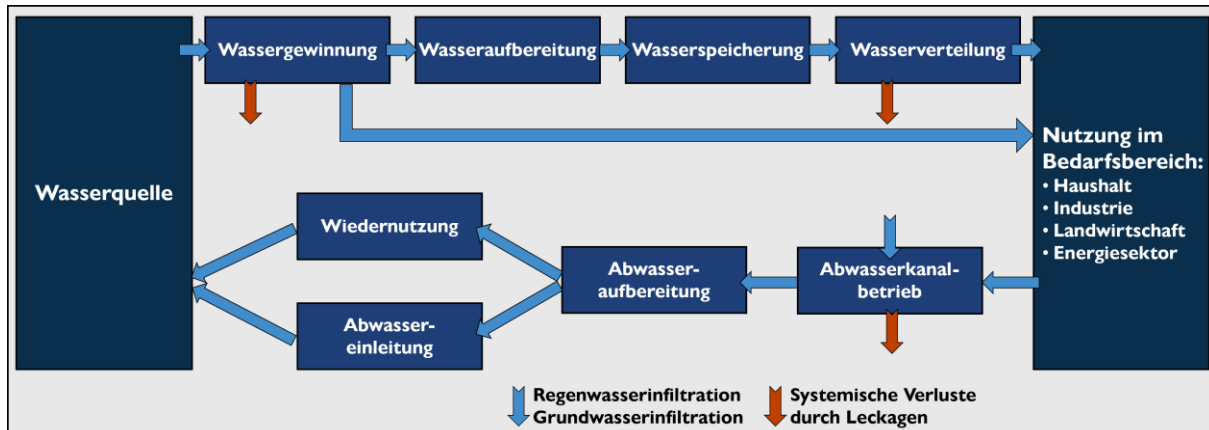 Wasserquelle
Wassergewinnung
Wasseraufbereitung
Wasserspeicherung
Wasserverteilung
Nutzung im
Bedarfsbereich:
• Haushalt
• Industrie
• Landwirtschaft
• Energiesektor
Wiedernutzung
Abwasser-
einleitung
Abwasser-
aufbereitung
Abwasserkanal-
betrieb
Regenwasserinfiltration
Grundwasserinfiltration
Systemische Verluste
durch Leckagen